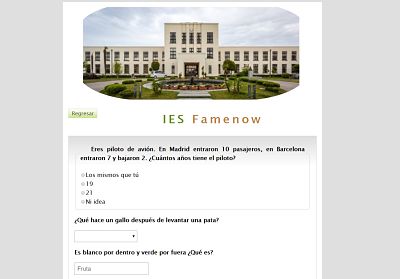 Regresar
IES Famenow
Eres piloto de avión. En Madrid entraron 10 pasajeros, en Barcelona
entraron 7 y bajaron 2. ¿Cuántos años tiene el piloto?
Los mismos que tú
19
21
Ni idea
¿Qué hace un gallo después de levantar una pata?
Es blanco por dentro y verde por fuera ¿Qué es?
Fruta